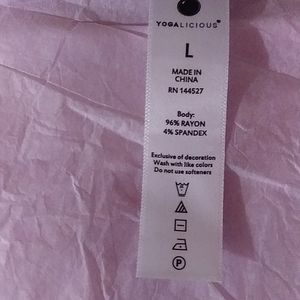 YOGALICIOUS
L
MADE IN
CHINA
RN 144527
Body:
96% RAYON
4% SPANDEX
Exclusive of decoration
Wash with like colors
Do not use softeners
P